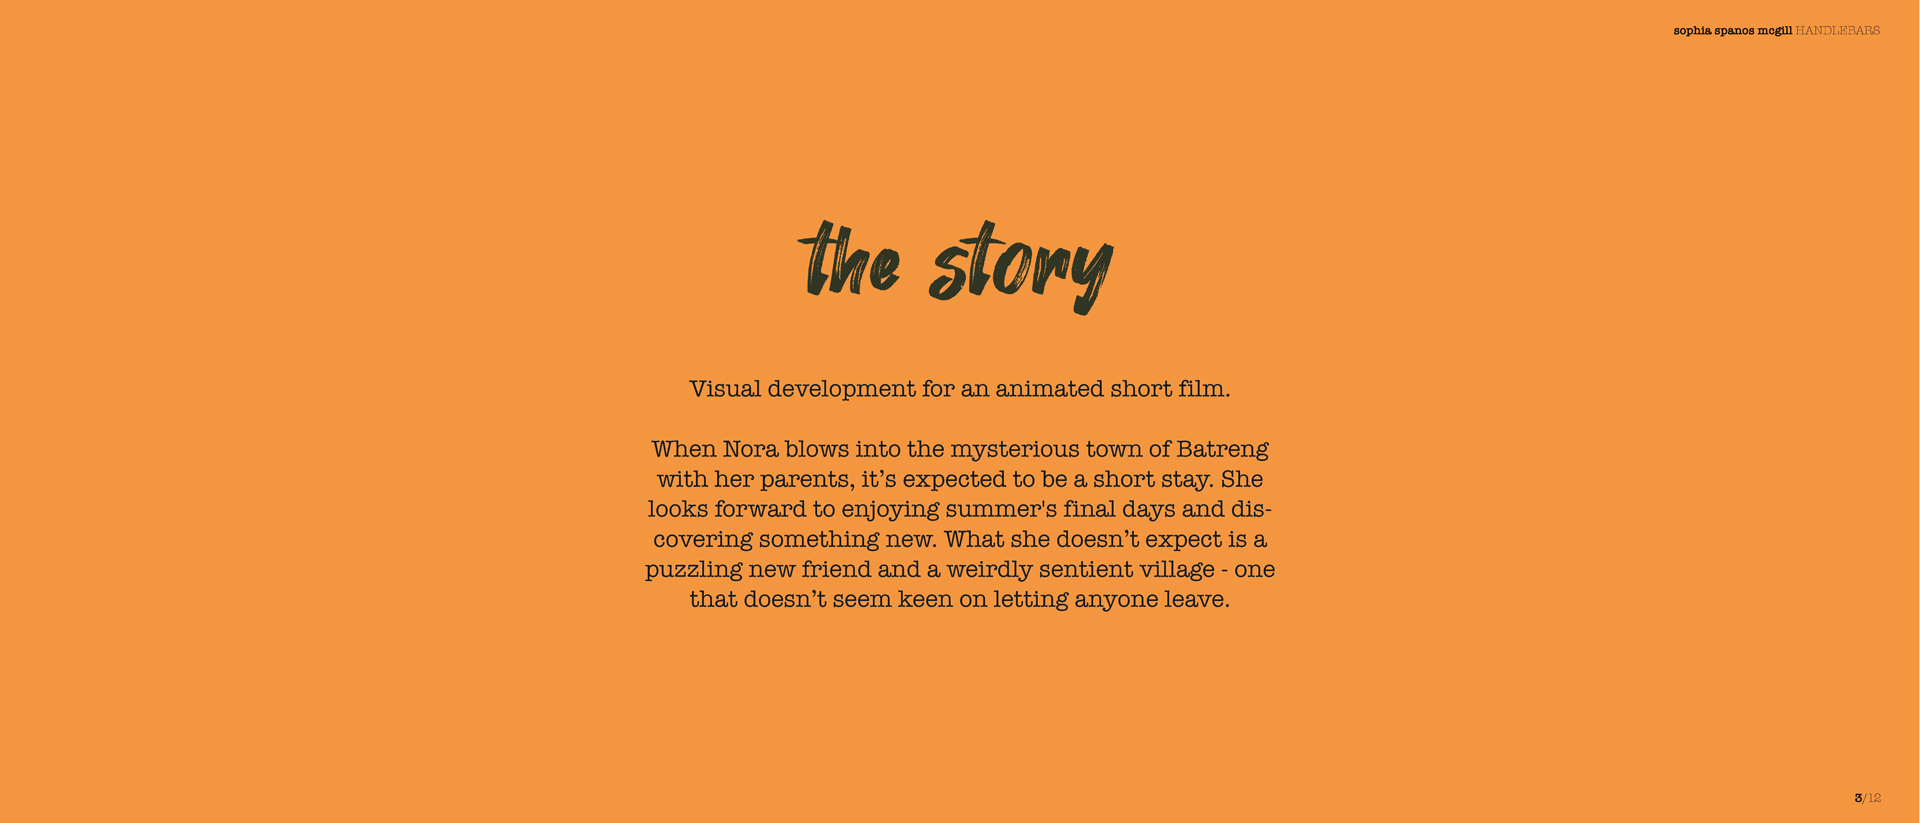 sophia spanos mcgill HANDLEBARS
the story
Visual development for an animated short film.
When Nora blows into the mysterious town of Batreng
with her parents, it’s expected to be a short stay. She
looks forward to enjoying summer's final days and dis-
covering something new. What she doesn’t expect is a
puzzling new friend and a weirdly sentient village - one
that doesn’t seem keen on letting anyone leave.
3/12